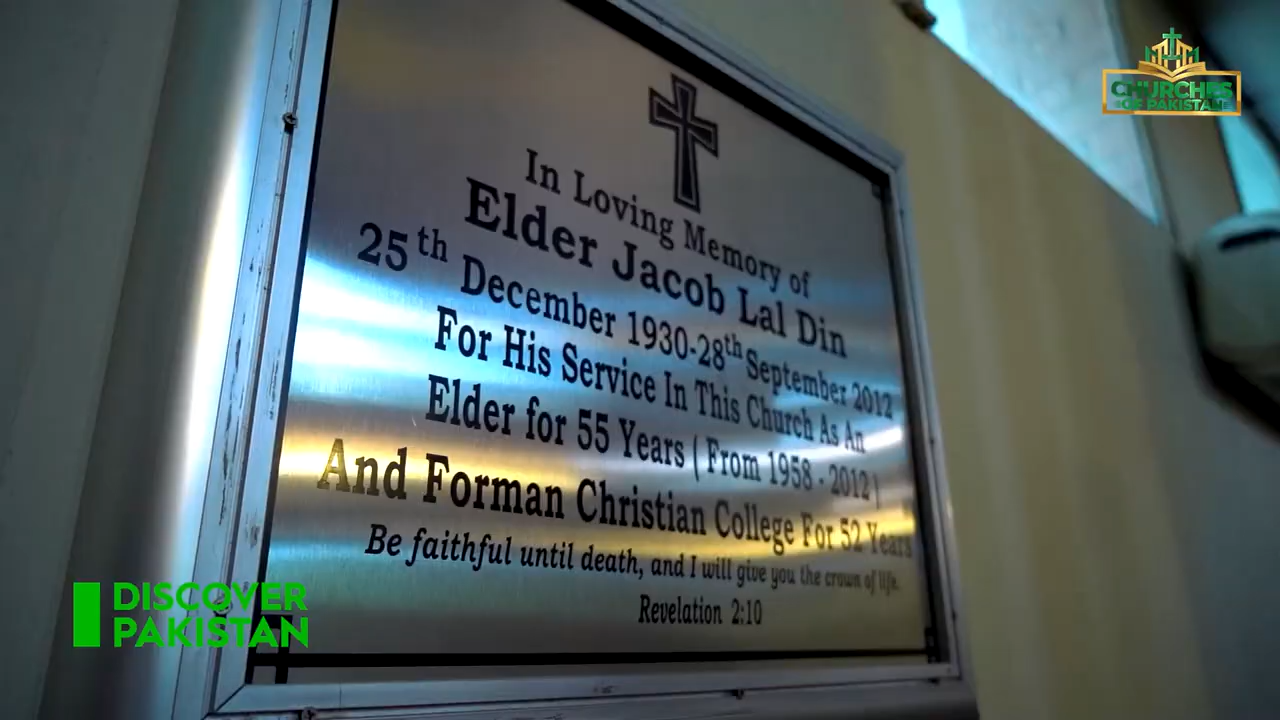 CHURCHES
OF PAKISTAN
In Loving Memory of
Elder Jacob Lal Din
25th December 1930-28th September 2012
For His Service In This Church As An
Elder for 55 Years ( From 1958 - 2012 )
And Forman Christian College For 52 Years
Be faithful until death, and I will give you the crown of life.
Revelation 2:10
DISCOVER
PAKISTAN